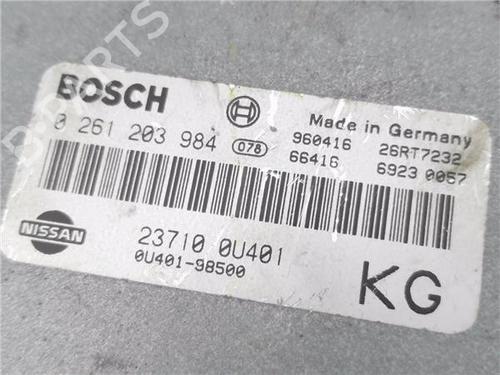 BOSCH
Made in Germany
0 261 203 984 078
960416 26RT7232
66416 6923 0057
NISSAN
23710 0U401
0U401-98500
KG
B-PARTS